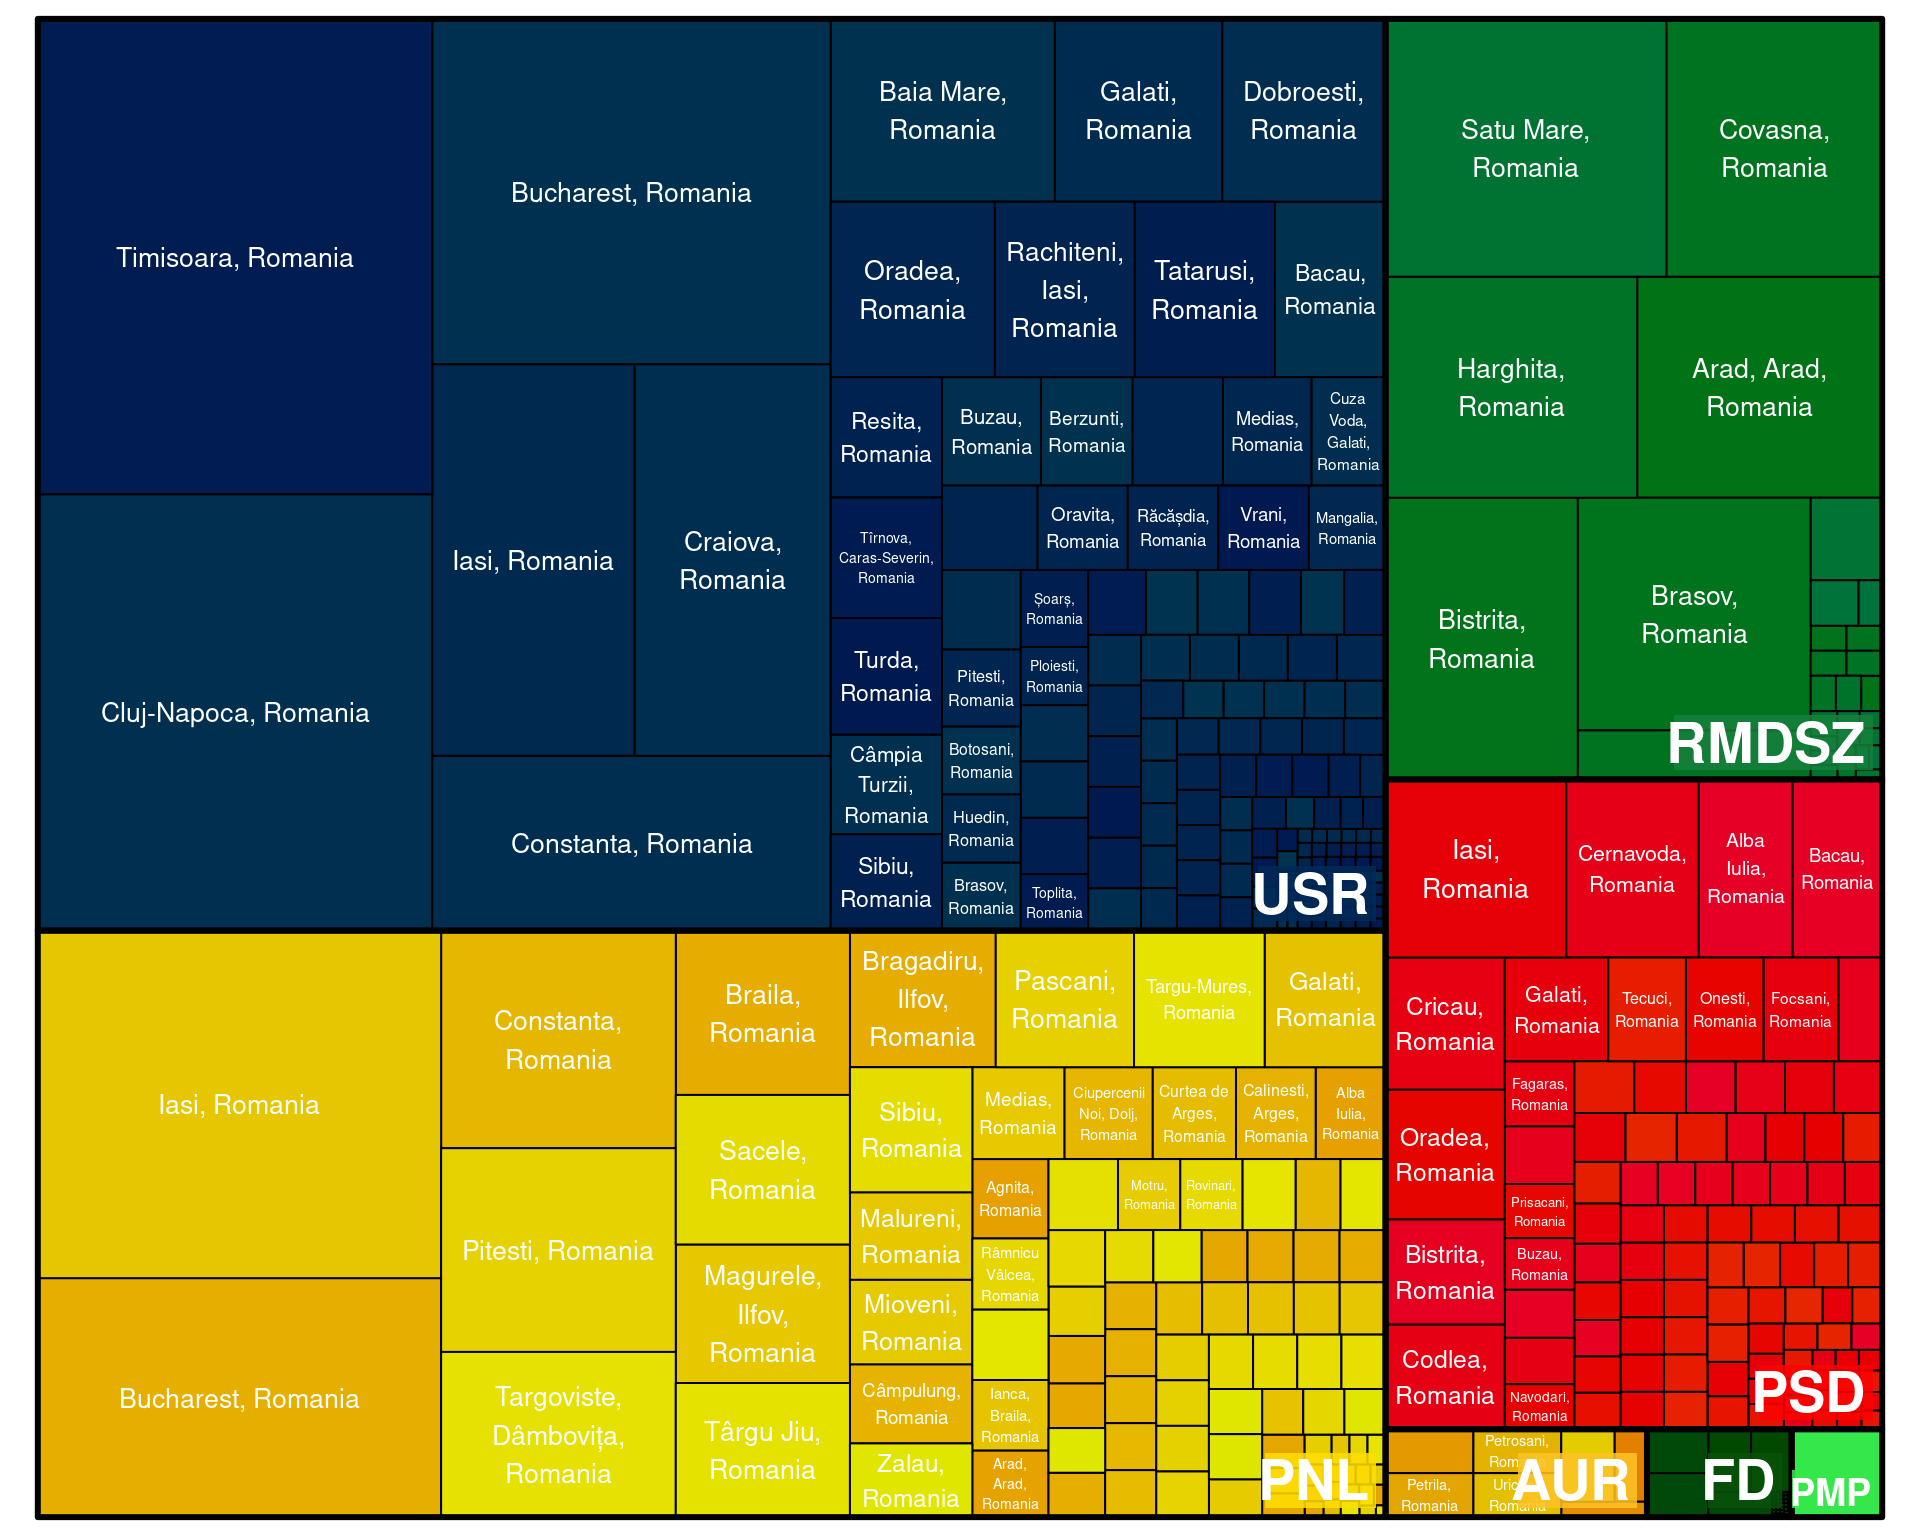 Timisoara, Romania
Cluj-Napoca, Romania
Bucharest, Romania
Iasi, Romania
Craiova,
Romania
Constanta, Romania
Baia Mare,
Romania
Galati,
Romania
Dobroesti,
Romania
Oradea,
Romania
Rachiteni,
Iasi,
Romania
Tatarusi,
Romania
Bacau,
Romania
Resita,
Romania
Tîrnova,
Caras-Severin,
Romania
Turda,
Romania
Câmpia
Turzii,
Romania
Sibiu,
Romania
Buzau,
Romania
Berzunti,
Romania
Medias,
Romania
Cuza
Voda,
Galati,
Romania
Oravita,
Romania
Răcășdia,
Romania
Vrani,
Romania
Mangalia,
Romania
Pitesti,
Romania
Botosani,
Romania
Huedin,
Romania
Brasov,
Romania
Șoarș,
Romania
Ploiesti,
Romania
Toplita,
Romania
USR
Satu Mare,
Romania
Covasna,
Romania
Harghita,
Romania
Arad, Arad,
Romania
Bistrita,
Romania
Brasov,
Romania
RMDSZ
Iasi, Romania
Bucharest, Romania
Constanta,
Romania
Pitesti, Romania
Targoviste,
Dâmbovița,
Romania
Braila,
Romania
Sacele,
Romania
Magurele,
Ilfov,
Romania
Târgu Jiu,
Romania
Bragadiru,
Ilfov,
Romania
Pascani,
Romania
Targu-Mures,
Romania
Galati,
Romania
Sibiu,
Romania
Malureni,
Romania
Mioveni,
Romania
Câmpulung,
Romania
Zalau,
Romania
Medias,
Romania
Ciupercenii
Noi, Dolj,
Romania
Curtea de
Arges,
Romania
Calinesti,
Arges,
Romania
Alba
Iulia,
Romania
Agnita,
Romania
Râmnicu
Vâlcea,
Romania
Ianca,
Braila,
Romania
Arad,
Arad,
Romania
Motru,
Romania
Rovinari,
Romania
PNL
Iasi,
Romania
Cernavoda,
Romania
Alba
Iulia,
Romania
Bacau,
Romania
Cricau,
Romania
Oradea,
Romania
Bistrita,
Romania
Codlea,
Romania
Galati,
Romania
Tecuci,
Romania
Onesti,
Romania
Focsani,
Romania
Fagaras,
Romania
Prisacani,
Romania
Buzau,
Romania
Navodari,
Romania
PSD
Petrila,
Romania
Petrosani,
Romania
AUR
FD
PMP